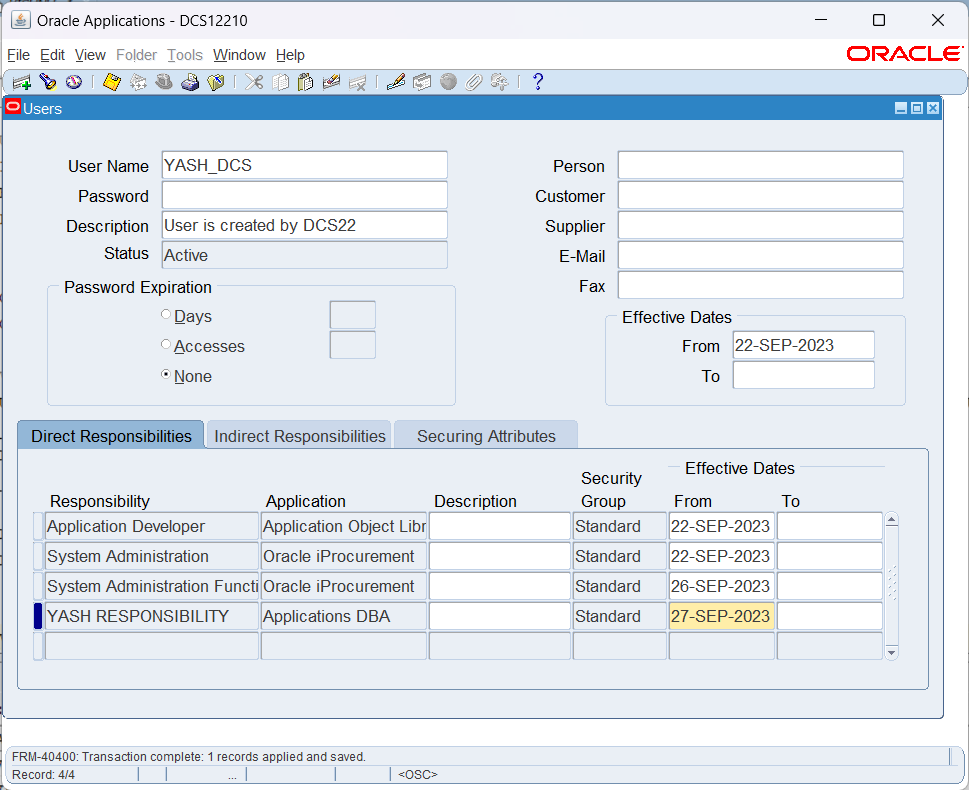 Oracle Applications - DCS12210
File Edit View Folder Tools Window Help
ORACLE
Users
User Name YASH_DCS
Password
Description User is created by DCS22
Status Active
Person
Customer
Supplier
E-Mail
Fax
Password Expiration
Days
Accesses
None
Effective Dates
From 22-SEP-2023
To
Direct Responsibilities Indirect Responsibilities Securing Attributes
Effective Dates
Responsibility Application Description Security Group From To
Application Developer Application Object Libr Standard 22-SEP-2023
System Administration Oracle iProcurement Standard 22-SEP-2023
System Administration Functi Oracle iProcurement Standard 26-SEP-2023
YASH RESPONSIBILITY Applications DBA Standard 27-SEP-2023
FRM-40400: Transaction complete: 1 records applied and saved.
Record: 4/4 ... <OSC>